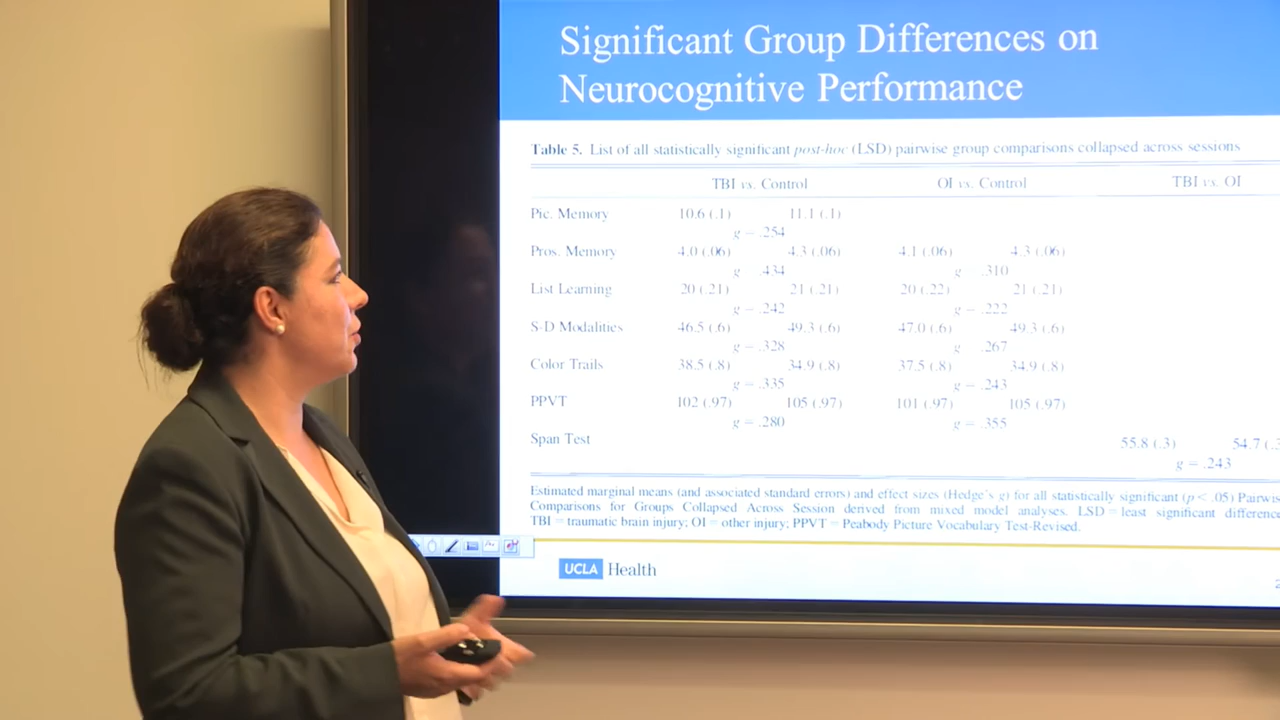 Significant Group Differences on
Neurocognitive Performance
Table 5. List of all statistically significant post-hoc (LSD) pairwise group comparisons collapsed across sessions
TBI vs. Control OI vs. Control TBI vs. OI
Pic. Memory 10.6 (.1) 11.1 (.1)
g = .254
Pros. Memory 4.0 (.06) 4.3 (.06) 4.1 (.06) 4.3 (.06)
g = .434 g = .310
List Learning 20 (.21) 21 (.21) 20 (.22) 21 (.21)
g = .242 g = .222
S-D Modalities 46.5 (.6) 49.3 (.6) 47.0 (.6) 49.3 (.6)
g = .328 g .267
Color Trails 38.5 (.8) 34.9 (.8) 37.5 (.8) 34.9 (.8)
g = .335 g = .243
PPVT 102 (.97) 105 (.97) 101 (.97) 105 (.97)
g = .280 g = .355
Span Test 55.8 (.3) 54.7
g = .243
Estimated marginal means (and associated standard errors) and effect sizes (Hedge's g) for all statistically significant (p < .05) Pairwis
Comparisons for Groups Collapsed Across Session derived from mixed model analyses. LSD = least significant difference
TBI = traumatic brain injury; OI = other injury; PPVT = Peabody Picture Vocabulary Test-Revised.
UCLA Health